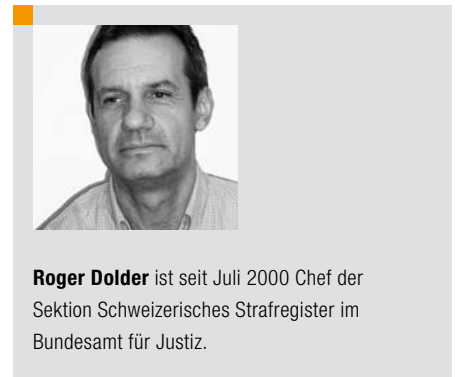 Roger Dolder ist seit Juli 2000 Chef der
Sektion Schweizerisches Strafregister im
Bundesamt für Justiz.